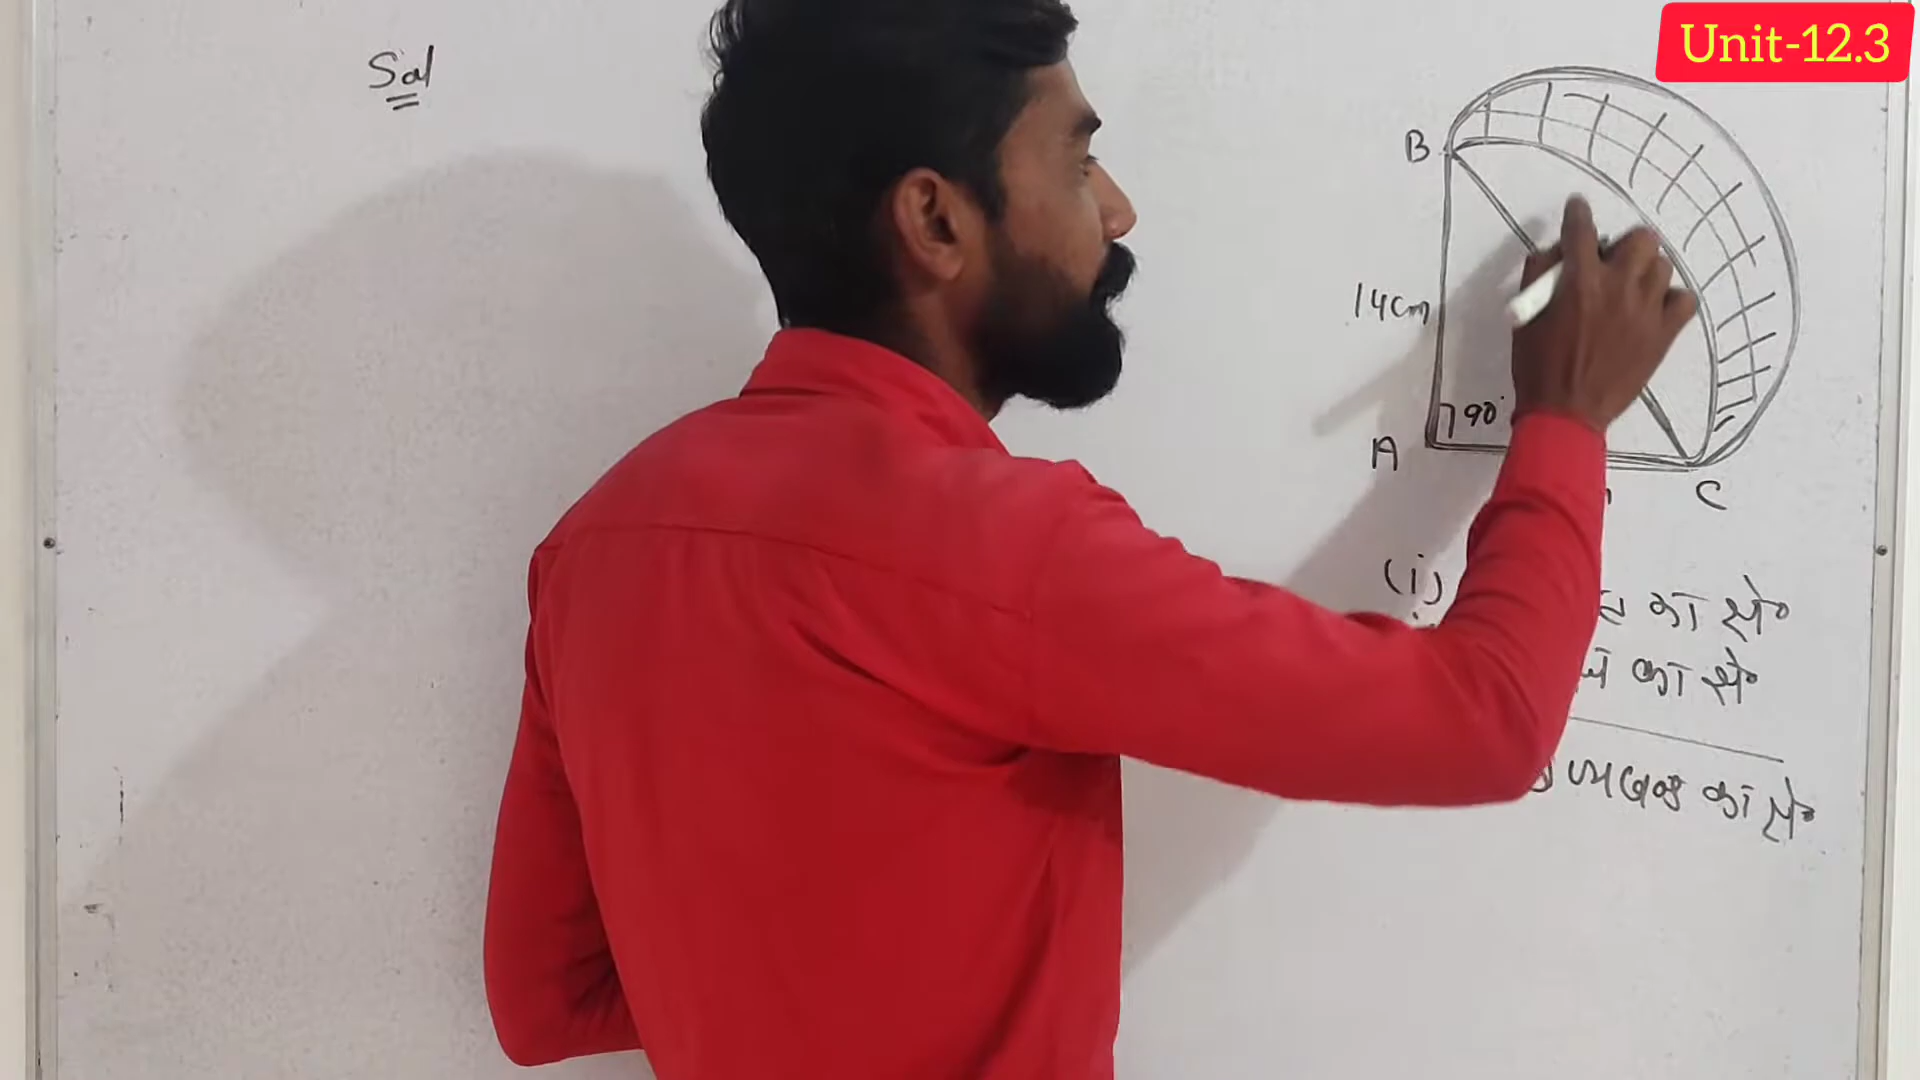 Unit-12.3
Sol
B
14cm
90°
A
C
(i)
का क्षे॰
का क्षे॰
का क्षे॰